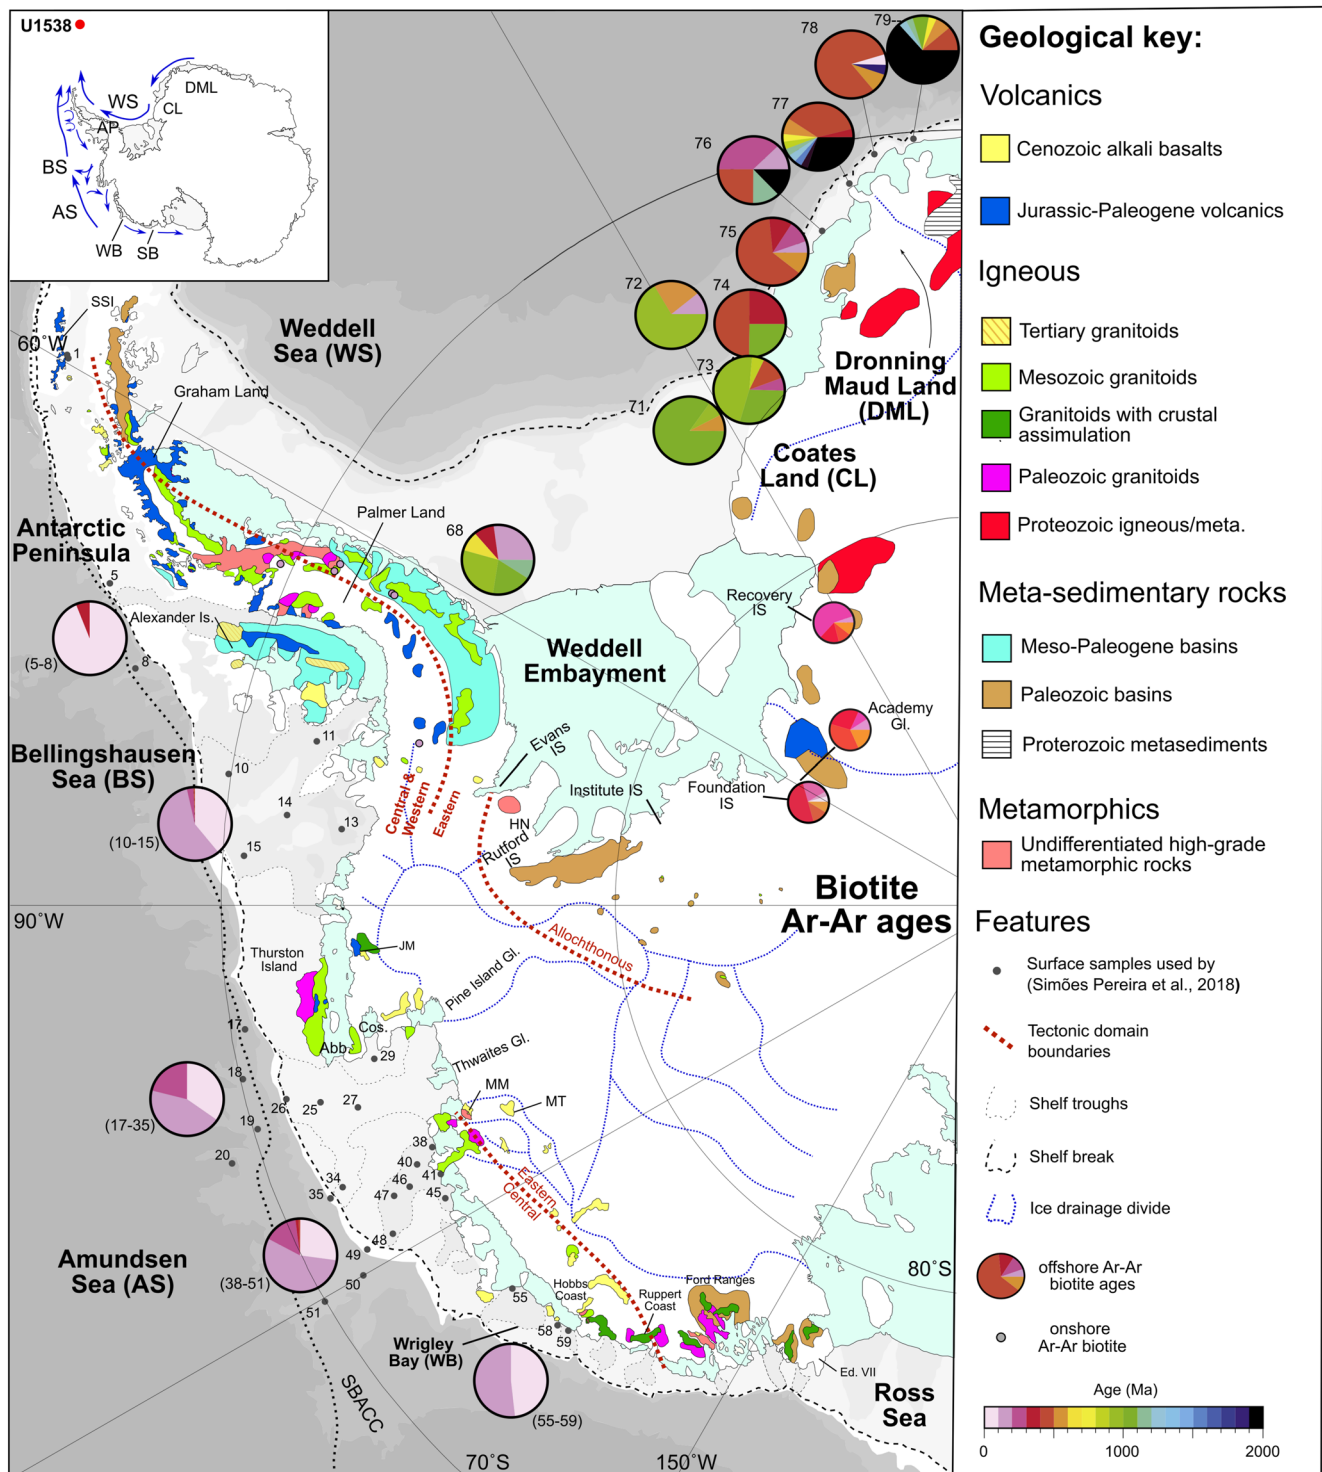 U1538
DML
WS
CL
AP
BS
AS
WB
SB
78
79
77
76
75
72
74
73
71
SSI
60°W
1
Weddell
Sea (WS)
Graham Land
Dronning
Maud Land
(DML)
Coates
Land (CL)
Palmer Land
68
Antarctic
Peninsula
5
Recovery
IS
Alexander Is.
(5-8)
8
Weddell
Embayment
Academy
Gl.
11
Evans
IS
Bellingshausen
Sea (BS)
10
Central &
Western
Eastern
Institute IS
Foundation
IS
14
13
HN
(10-15)
15
Rutford
IS
Biotite
Ar-Ar ages
90°W
Allochthonous
Thurston
Island
JM
Pine Island Gl.
17
Cos.
Abb.
29
Thwaites Gl.
18
MM
26
25
27
MT
(17-35)
19
38
20
40
41
34
46
Eastern
Central
35
47
45
48
Amundsen
Sea (AS)
49
(38-51)
50
80°S
55
Hobbs
Coast
Ruppert
Coast
Ford Ranges
51
58
59
Wrigley
Bay (WB)
Ed. VII
SBACC
Ross
Sea
(55-59)
70°S
150°W
Geological key:
Volcanics
Cenozoic alkali basalts
Jurassic-Paleogene volcanics
Igneous
Tertiary granitoids
Mesozoic granitoids
Granitoids with crustal
assimulation
Paleozoic granitoids
Proteozoic igneous/meta.
Meta-sedimentary rocks
Meso-Paleogene basins
Paleozoic basins
Proterozoic metasediments
Metamorphics
Undifferentiated high-grade
metamorphic rocks
Features
Surface samples used by
(Simões Pereira et al., 2018)
Tectonic domain
boundaries
Shelf troughs
Shelf break
Ice drainage divide
offshore Ar-Ar
biotite ages
onshore
Ar-Ar biotite
Age (Ma)
0
1000
2000